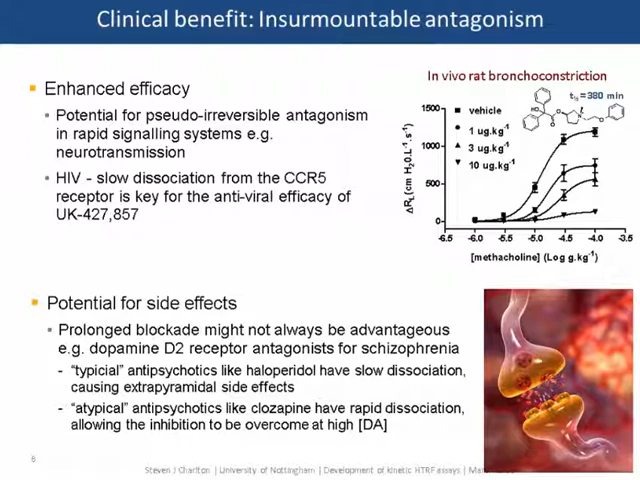 Clinical benefit: Insurmountable antagonism
Enhanced efficacy
Potential for pseudo-irreversible antagonism
in rapid signalling systems e.g.
neurotransmission
HIV - slow dissociation from the CCR5
receptor is key for the anti-viral efficacy of
UK-427,857
In vivo rat bronchoconstriction
t½ =380 min
HO
O
O
N
O
vehicle
1 ug.kg-1
3 ug.kg-1
10 ug.kg-1
ΔRL(cm H2O.L-1.s-1)
1500
1000
500
0
-6.5 -6.0 -5.5 -5.0 -4.5 -4.0 -3.5
[methacholine] (Log g.kg-1)
Potential for side effects
Prolonged blockade might not always be advantageous
e.g. dopamine D2 receptor antagonists for schizophrenia
- "typicial" antipsychotics like haloperidol have slow dissociation,
causing extrapyramidal side effects
- "atypical" antipsychotics like clozapine have rapid dissociation,
allowing the inhibition to be overcome at high [DA]
6
Steven J Charlton | University of Nottingham | Development of kinetic HTRF assays |